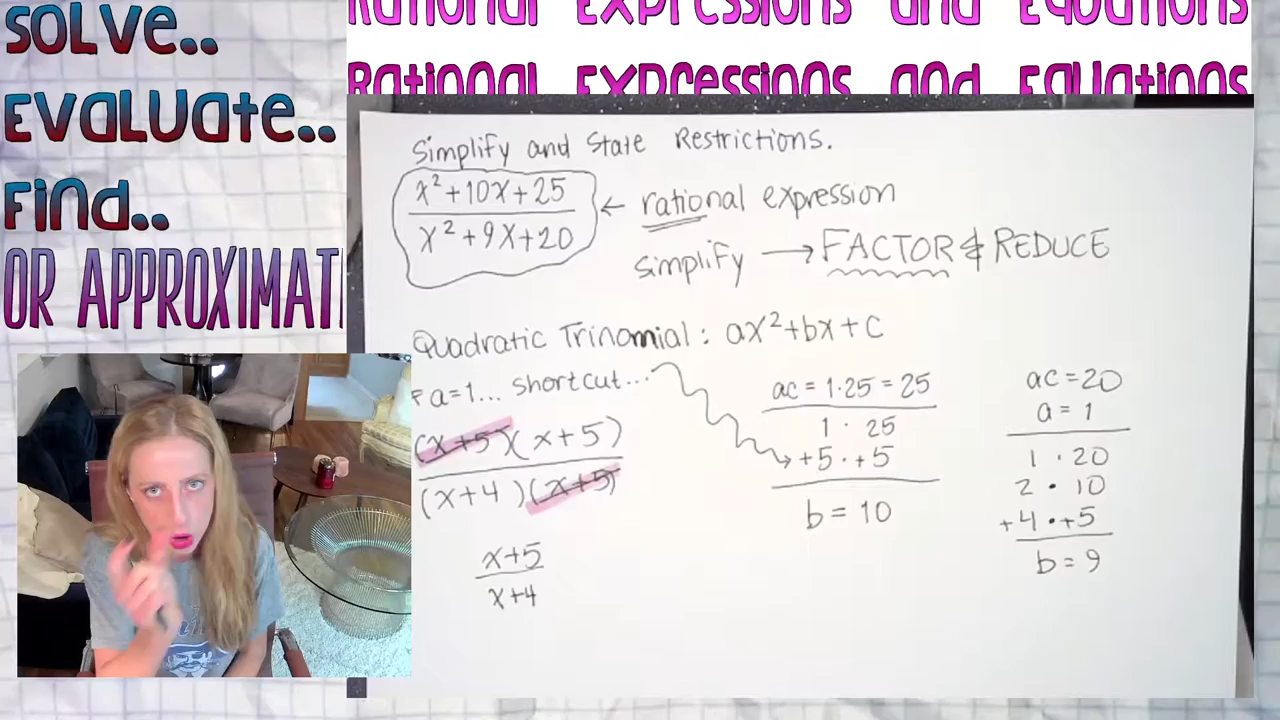 Solve..
Evaluate..
Find..
OR APPROXIMAT
Rational Expressions and Equations
Rational Expressions and Equations
Simplify and State Restrictions.
x²+10x+25
x²+9x+20
← rational expression
simplify → FACTOR & REDUCE
Quadratic Trinomial: ax²+bx+c
a=1... shortcut...
(x+5)(x+5)
(x+4)(x+5)
x+5
x+4
ac = 1·25 = 25
1 · 25
+5 · +5
b = 10
ac = 20
a = 1
1 · 20
2 · 10
+4 · +5
b = 9